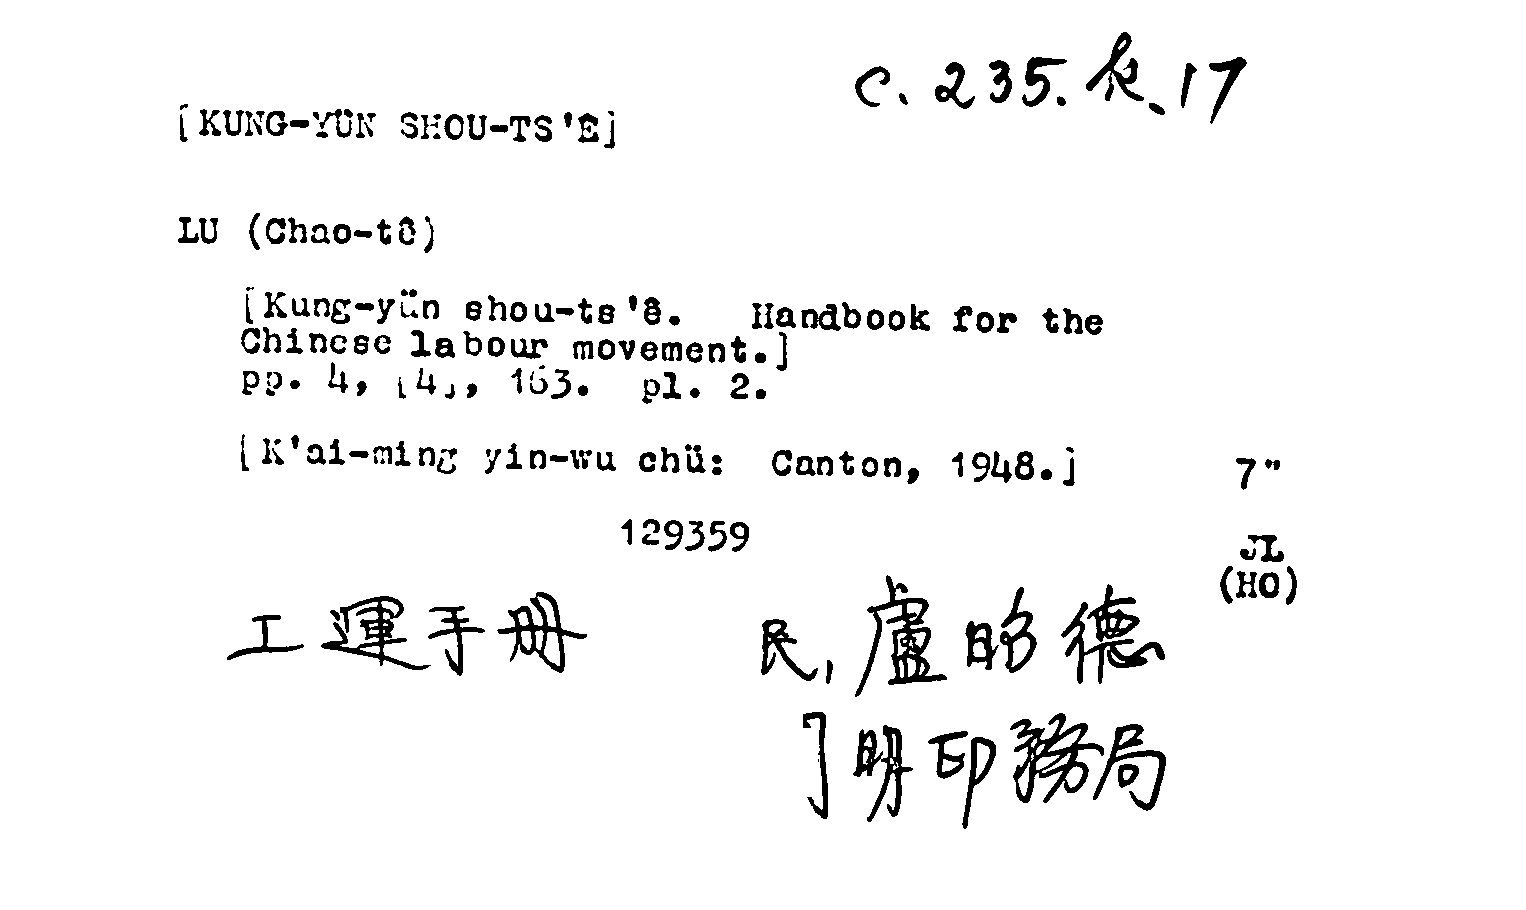 c. 235. k. 17
[KUNG-YÜN SHOU-TS'Ê]
LU (Chao-tê)
[Kung-yün shou-ts'ê. Handbook for the
Chinese labour movement.]
pp. 4, [4], 163. pl. 2.
[K'ai-ming yin-wu chü: Canton, 1948.] 7"
129359
JL
(HO)
工運手册 民, 盧昭德
明印務局